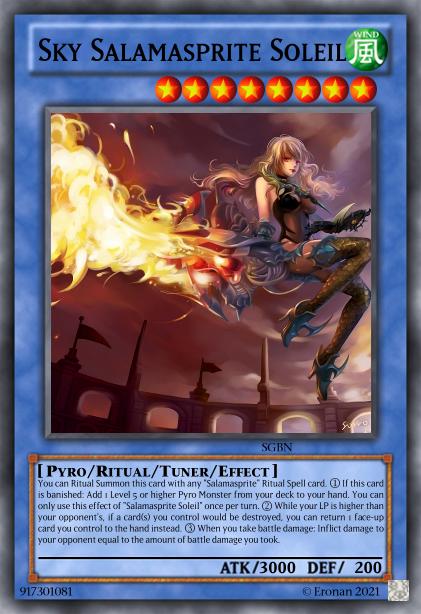 SKY SALAMASPRITE SOLEIL
WIND
風
SGBN
[ PYRO/RITUAL/TUNER/EFFECT ]
You can Ritual Summon this card with any "Salamasprite" Ritual Spell card. ① If this card
is banished: Add 1 Level 5 or higher Pyro Monster from your deck to your hand. You can
only use this effect of "Salamasprite Soleil" once per turn. ② While your LP is higher than
your opponent's, if a card(s) you control would be destroyed, you can return 1 face-up
card you control to the hand instead. ③ When you take battle damage: Inflict damage to
your opponent equal to the amount of battle damage you took.
ATK/3000 DEF/ 200
917301081
© Eronan 2021